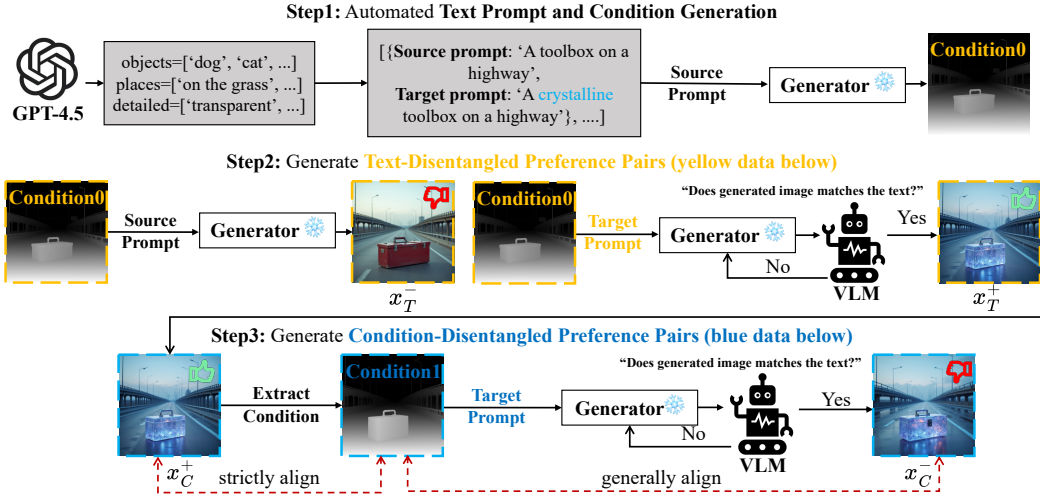 Step1: Automated Text Prompt and Condition Generation
GPT-4.5
objects=['dog', 'cat', ...]
places=['on the grass', ...]
detailed=['transparent', ...]
[{Source prompt: 'A toolbox on a
highway',
Target prompt: 'A crystalline
toolbox on a highway'}, ....]
Source
Prompt
Generator
Condition0
Step2: Generate Text-Disentangled Preference Pairs (yellow data below)
Condition0
Source
Prompt
Generator
x_T^-
Condition0
Target
Prompt
Generator
"Does generated image matches the text?"
No
VLM
Yes
x_T^+
Step3: Generate Condition-Disentangled Preference Pairs (blue data below)
x_C^+
Extract
Condition
Condition1
Target
Prompt
Generator
"Does generated image matches the text?"
No
VLM
Yes
x_C^-
strictly align
generally align